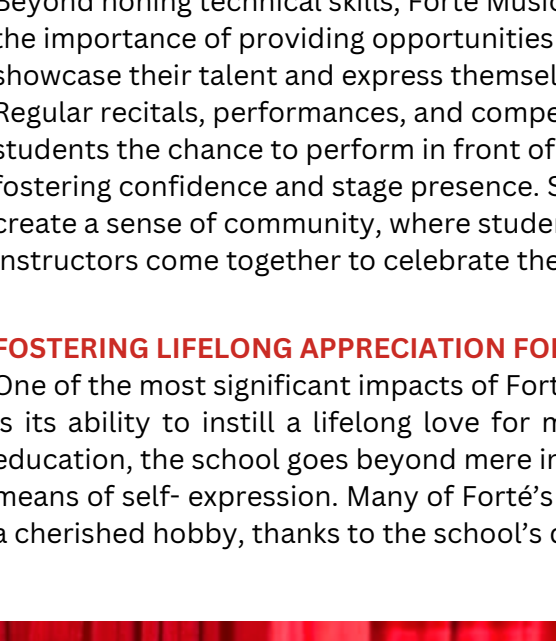 Beyond honing technical skills, Forté Music
the importance of providing opportunities
showcase their talent and express themsel
Regular recitals, performances, and compe
students the chance to perform in front of
fostering confidence and stage presence. S
create a sense of community, where studen
instructors come together to celebrate the
FOSTERING LIFELONG APPRECIATION FO
One of the most significant impacts of Fort
is its ability to instill a lifelong love for m
education, the school goes beyond mere in
means of self- expression. Many of Forté’s
a cherished hobby, thanks to the school’s